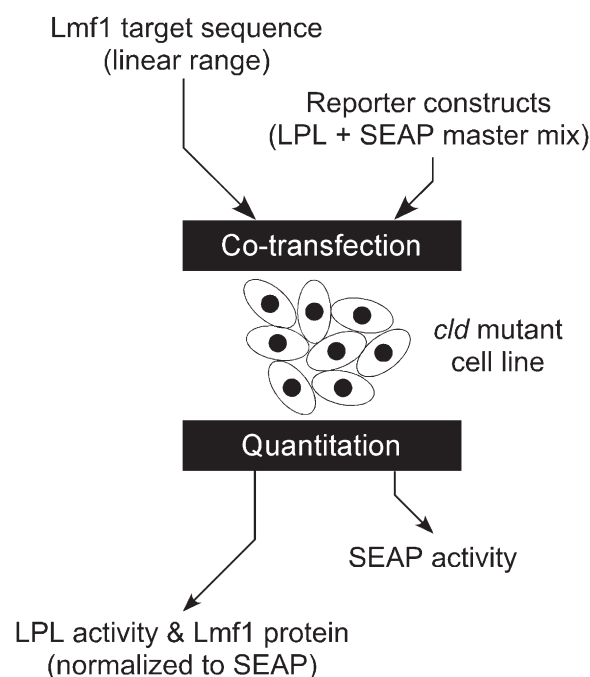 Lmf1 target sequence
(linear range)
Reporter constructs
(LPL + SEAP master mix)
Co-transfection
cld mutant
cell line
Quantitation
SEAP activity
LPL activity & Lmf1 protein
(normalized to SEAP)